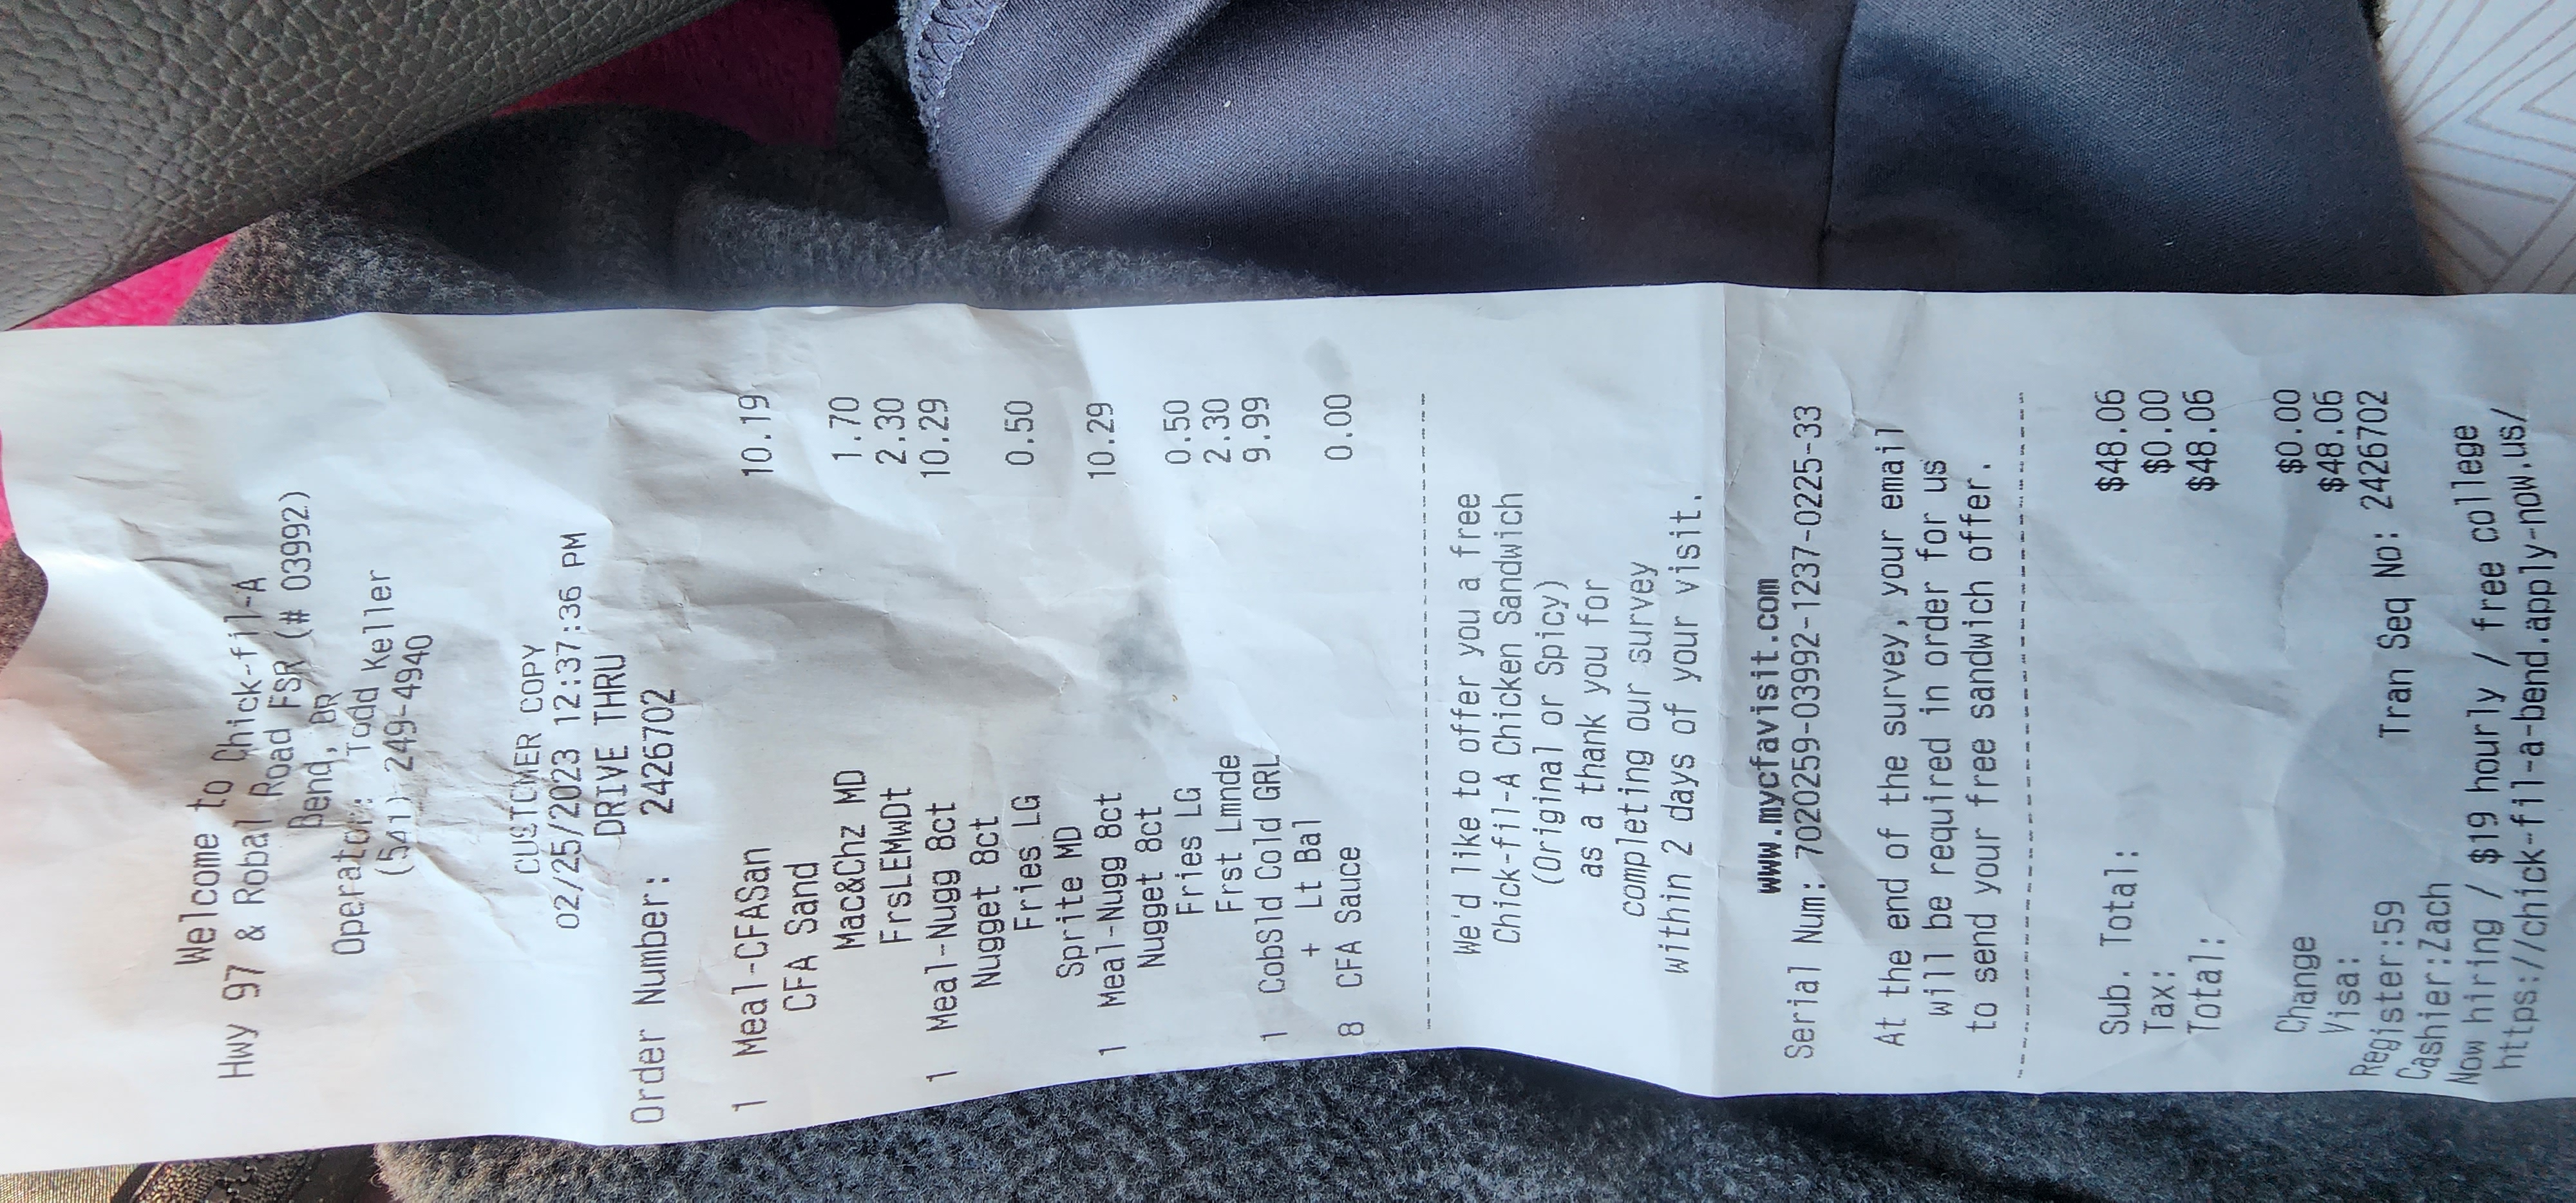 Welcome to Chick-fil-A
Hwy 97 & Robal Road FSR (# 03992)
Bend, OR
Operator: Todd Keller
(541) 249-4940
CUSTOMER COPY
02/25/2023 12:37:36 PM
DRIVE THRU
Order Number: 2426702
1 Meal-CFASan 10.19
CFA Sand
Mac&Chz MD 1.70
FrsLEMWDt 2.30
1 Meal-Nugg 8ct 10.29
Nugget 8ct
Fries LG 0.50
Sprite MD
1 Meal-Nugg 8ct 10.29
Nugget 8ct
Fries LG 0.50
Frst Lmnde 2.30
1 CobSld Cold GRL 9.99
+ Lt Bal
8 CFA Sauce 0.00
We'd like to offer you a free
Chick-fil-A Chicken Sandwich
(Original or Spicy)
as a thank you for
completing our survey
within 2 days of your visit.
www.mycfavisit.com
Serial Num: 7020259-03992-1237-0225-33
At the end of the survey, your email
will be required in order for us
to send your free sandwich offer.
Sub. Total: $48.06
Tax: $0.00
Total: $48.06
Change $0.00
Visa: $48.06
Register:59 Tran Seq No: 2426702
Cashier:Zach
Now hiring / $19 hourly / free college
https://chick-fil-a-bend.apply-now.us/